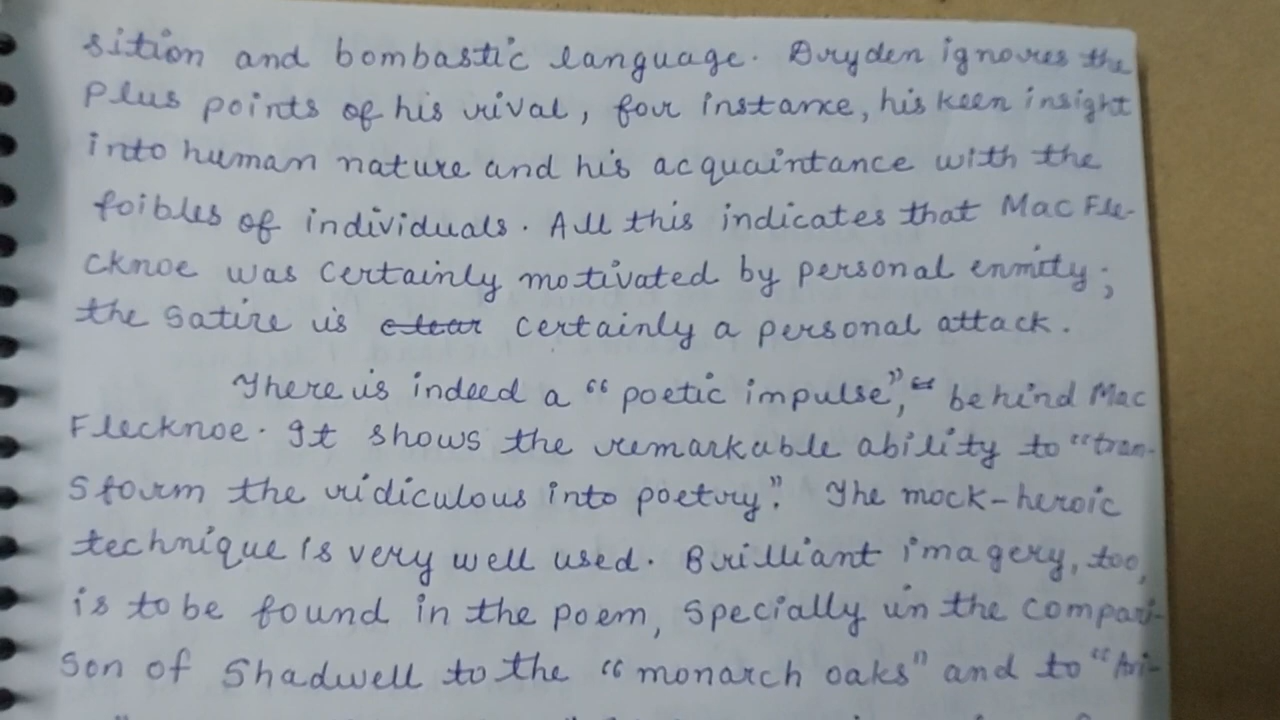 sition and bombastic language. Dryden ignores the
plus points of his rival, for instance, his keen insight
into human nature and his acquaintance with the
foibles of individuals. All this indicates that Mac Fle-
cknoe was certainly motivated by personal enmity;
the satire is clear certainly a personal attack.
There is indeed a "poetic impulse", behind Mac
Flecknoe. It shows the remarkable ability to "tran-
sform the ridiculous into poetry". The mock-heroic
technique is very well used. Brilliant imagery, too,
is to be found in the poem, specially in the compari-
son of Shadwell to the "monarch oaks" and to "Ari-